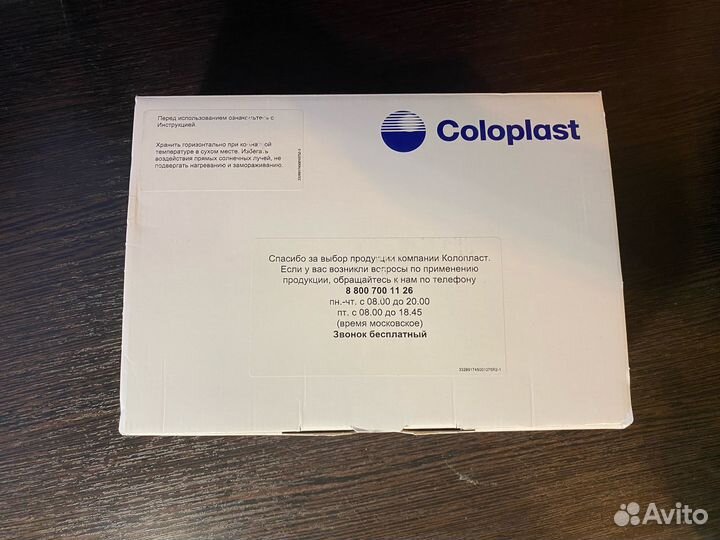 Перед использованием ознакомьтесь с
Инструкцией.
Хранить горизонтально при комнатной
температуре в сухом месте. Избегать
воздействия прямых солнечных лучей, не
подвергать нагреванию и замораживанию.
Coloplast
Спасибо за выбор продукции компании Колопласт.
Если у вас возникли вопросы по применению
продукции, обращайтесь к нам по телефону
8 800 700 11 26
пн.-чт. с 08.00 до 20.00
пт. с 08.00 до 18.45
(время московское)
Звонок бесплатный
Avito